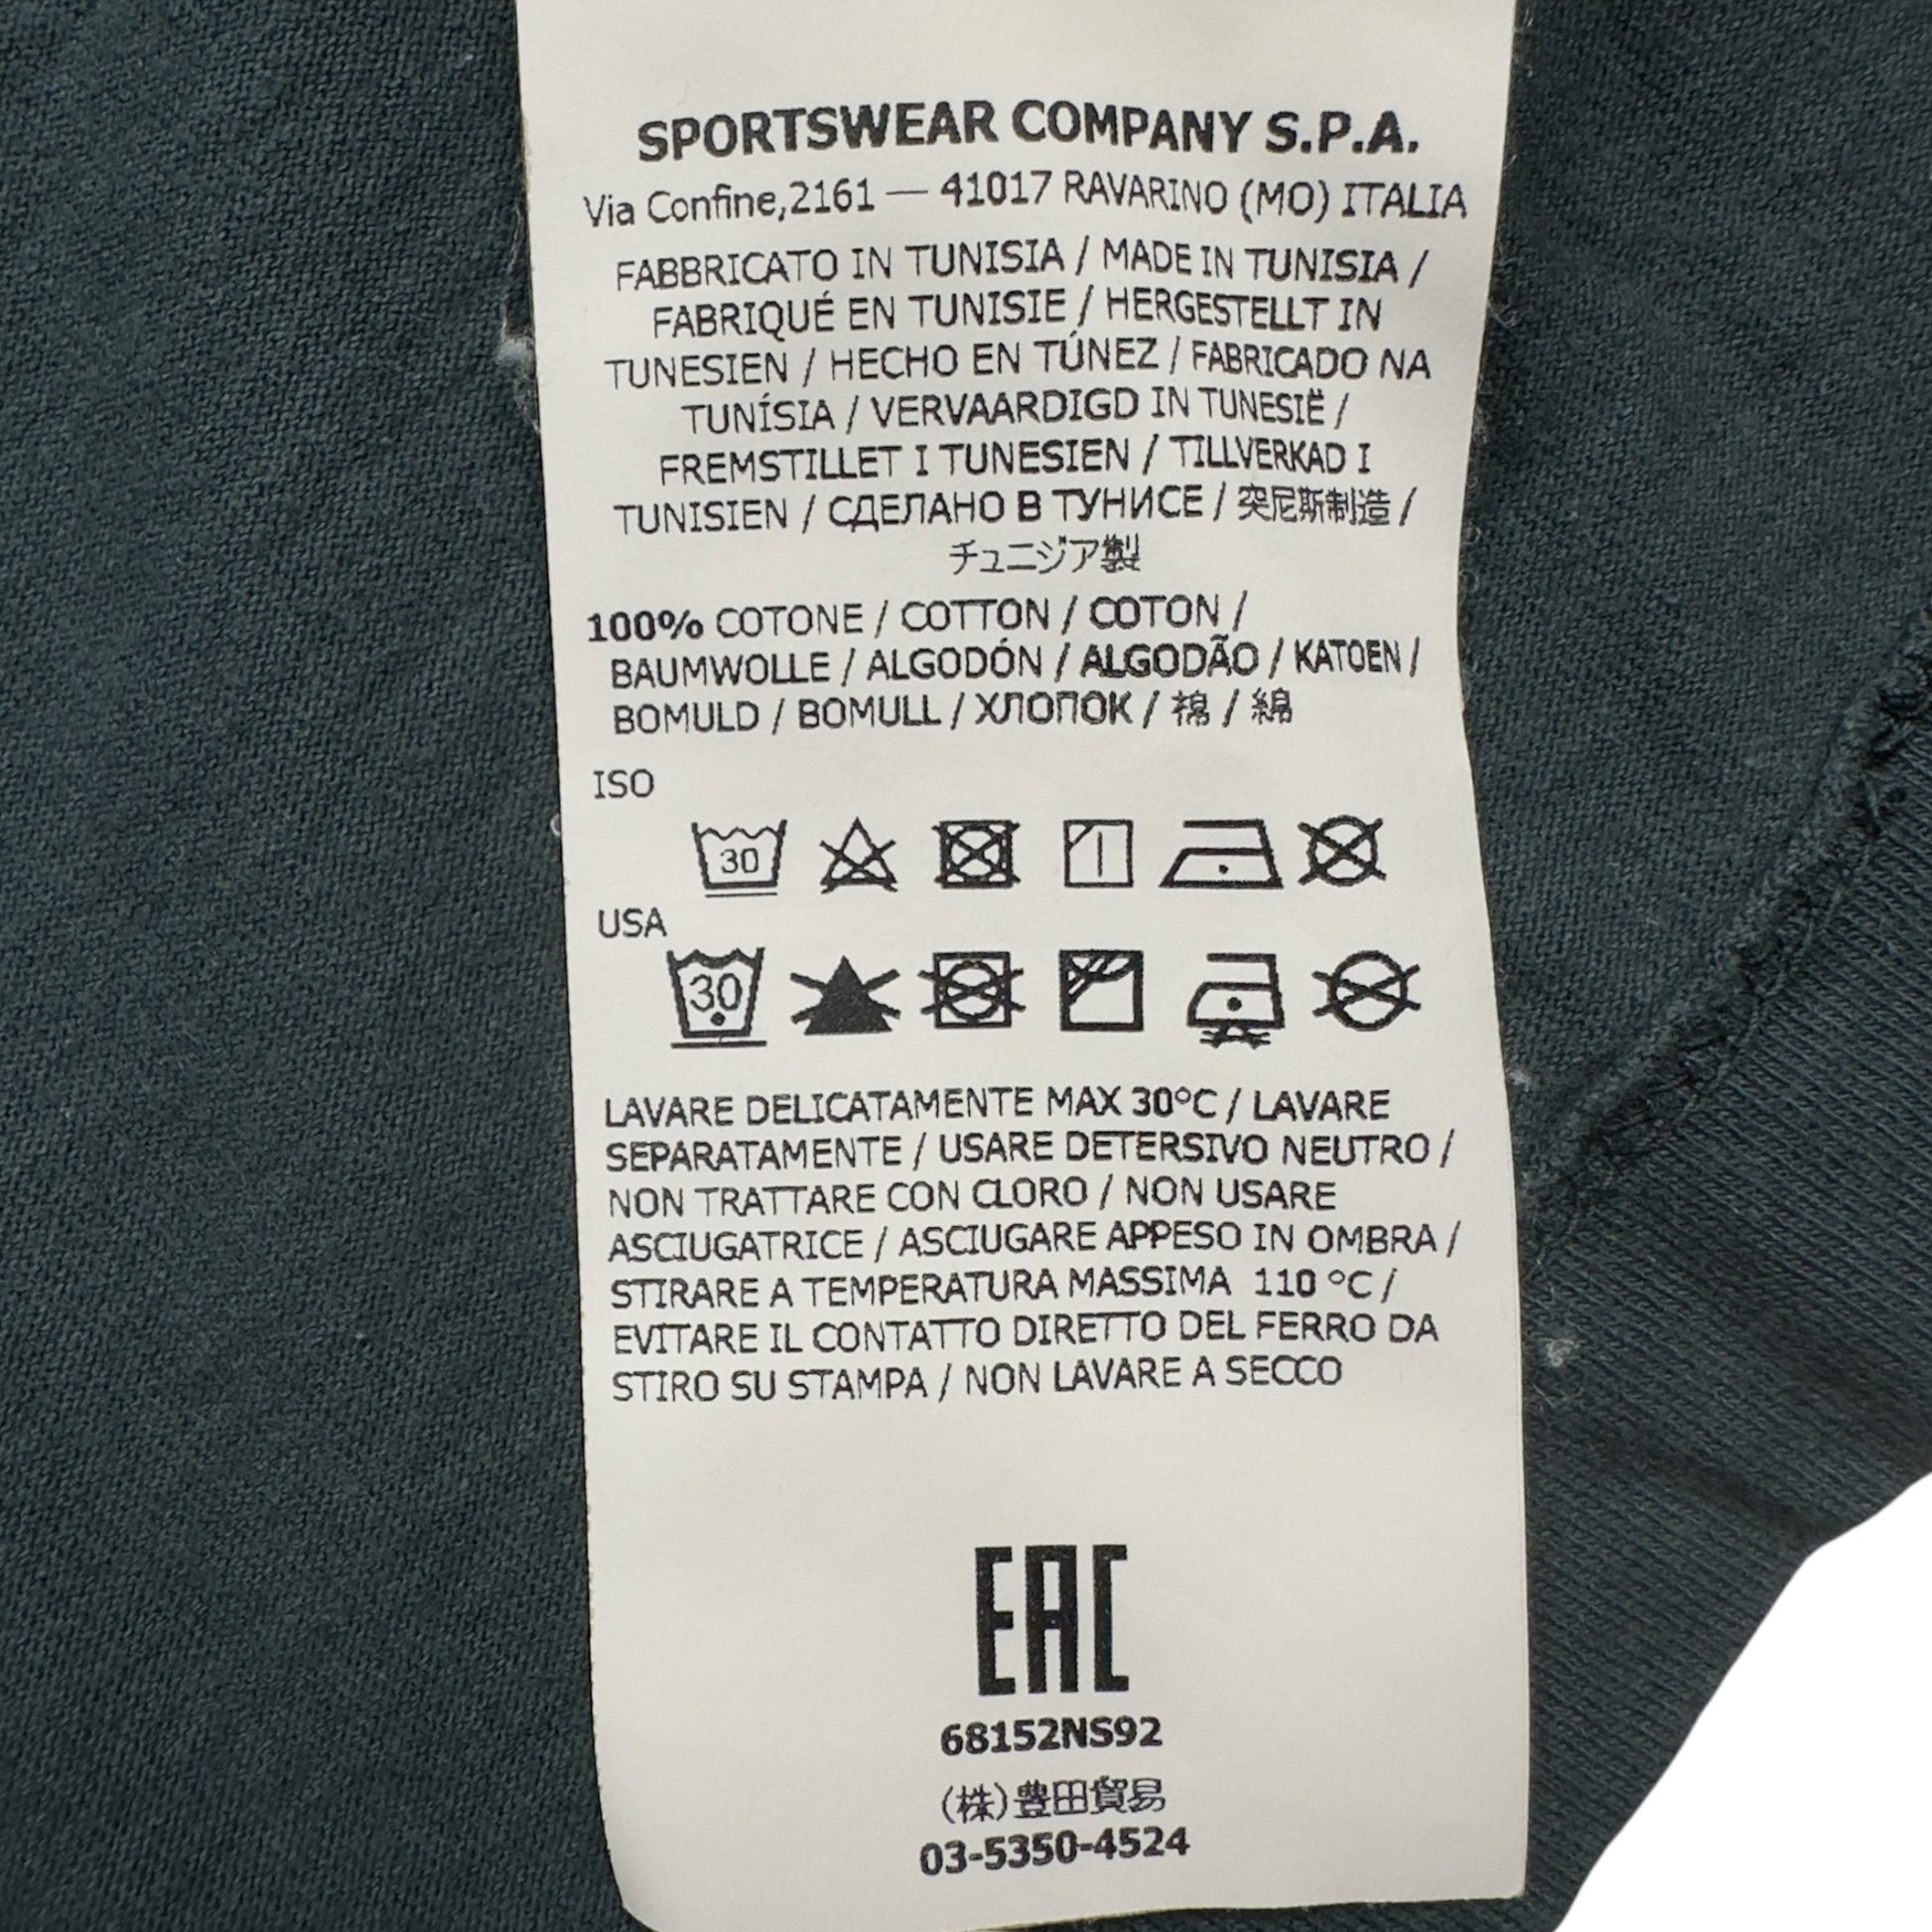 SPORTSWEAR COMPANY S.P.A.
Via Confine,2161 — 41017 RAVARINO (MO) ITALIA
FABBRICATO IN TUNISIA / MADE IN TUNISIA /
FABRIQUÉ EN TUNISIE / HERGESTELLT IN
TUNESIEN / HECHO EN TÚNEZ / FABRICADO NA
TUNÍSIA / VERVAARDIGD IN TUNESIË /
FREMSTILLET I TUNESIEN / TILLVERKAD I
TUNISIEN / СДЕЛАНО В ТУНИСЕ / 突尼斯制造 /
チュニジア製
100% COTONE / COTTON / COTON /
BAUMWOLLE / ALGODÓN / ALGODÃO / KATOEN /
BOMULD / BOMULL / ХЛОПОК / 棉 / 綿
ISO
30
USA
30
LAVARE DELICATAMENTE MAX 30°C / LAVARE
SEPARATAMENTE / USARE DETERSIVO NEUTRO /
NON TRATTARE CON CLORO / NON USARE
ASCIUGATRICE / ASCIUGARE APPESO IN OMBRA /
STIRARE A TEMPERATURA MASSIMA 110 °C /
EVITARE IL CONTATTO DIRETTO DEL FERRO DA
STIRO SU STAMPA / NON LAVARE A SECCO
EAC
68152NS92
(株)豊田貿易
03-5350-4524